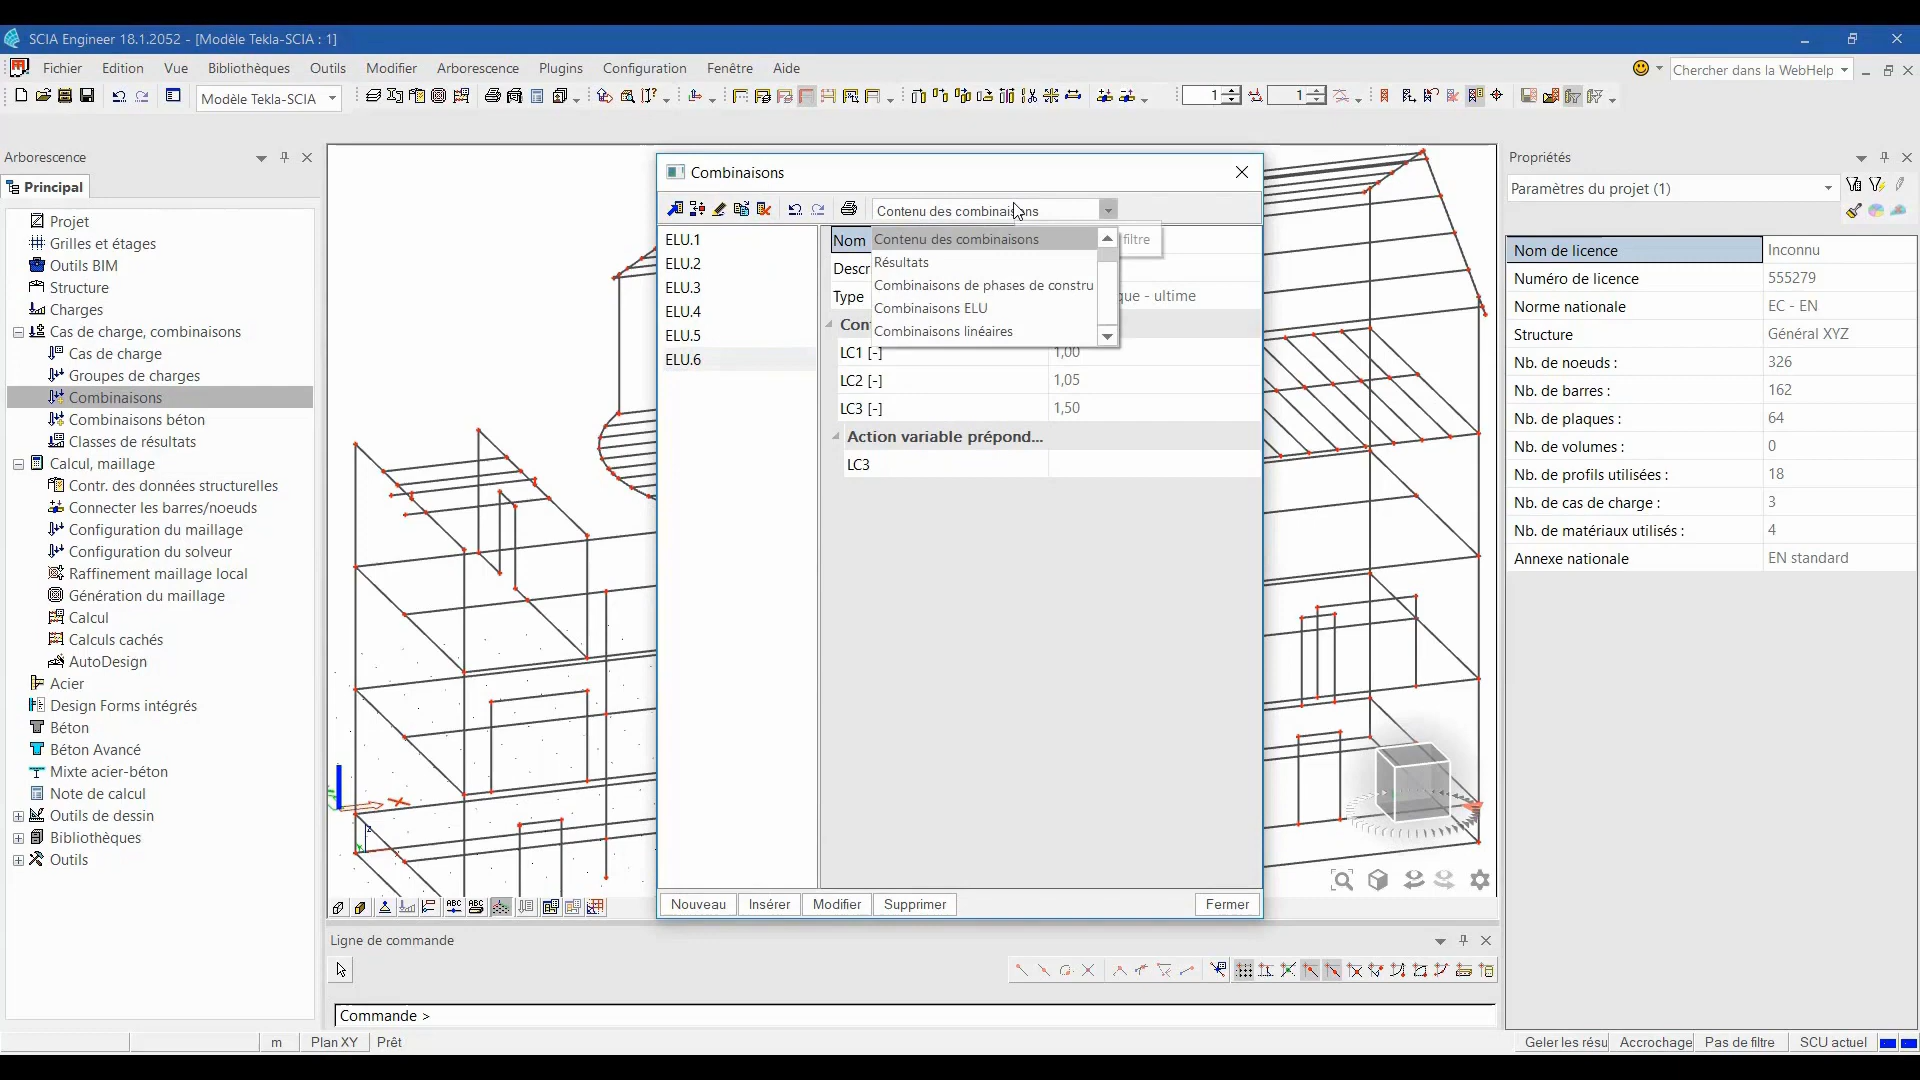 SCIA Engineer 18.1.2052 - [Modèle Tekla-SCIA : 1]
Fichier Edition Vue Bibliothèques Outils Modifier Arborescence Plugins Configuration Fenêtre Aide
Chercher dans la WebHelp
Modèle Tekla-SCIA
1
1
Arborescence
Principal
Projet
Grilles et étages
Outils BIM
Structure
Charges
Cas de charge, combinaisons
Cas de charge
Groupes de charges
Combinaisons
Combinaisons béton
Classes de résultats
Calcul, maillage
Contr. des données structurelles
Connecter les barres/noeuds
Configuration du maillage
Configuration du solveur
Raffinement maillage local
Génération du maillage
Calcul
Calculs cachés
AutoDesign
Acier
Design Forms intégrés
Béton
Béton Avancé
Mixte acier-béton
Note de calcul
Outils de dessin
Bibliothèques
Outils
Combinaisons
Contenu des combinaisons
ELU.1
ELU.2
ELU.3
ELU.4
ELU.5
ELU.6
Contenu des combinaisons
Résultats
Combinaisons de phases de constru
Combinaisons ELU
Combinaisons linéaires
filtre
Nom
Descr
Type que - ultime
Con
LC1 [-] 1,00
LC2 [-] 1,05
LC3 [-] 1,50
Action variable prépond...
LC3
Nouveau Insérer Modifier Supprimer Fermer
Propriétés
Paramètres du projet (1)
Nom de licence Inconnu
Numéro de licence 555279
Norme nationale EC - EN
Structure Général XYZ
Nb. de noeuds : 326
Nb. de barres : 162
Nb. de plaques : 64
Nb. de volumes : 0
Nb. de profils utilisées : 18
Nb. de cas de charge : 3
Nb. de matériaux utilisés : 4
Annexe nationale EN standard
ABC ABC
Ligne de commande
Commande >
m Plan XY Prêt
Geler les résu Accrochage Pas de filtre SCU actuel